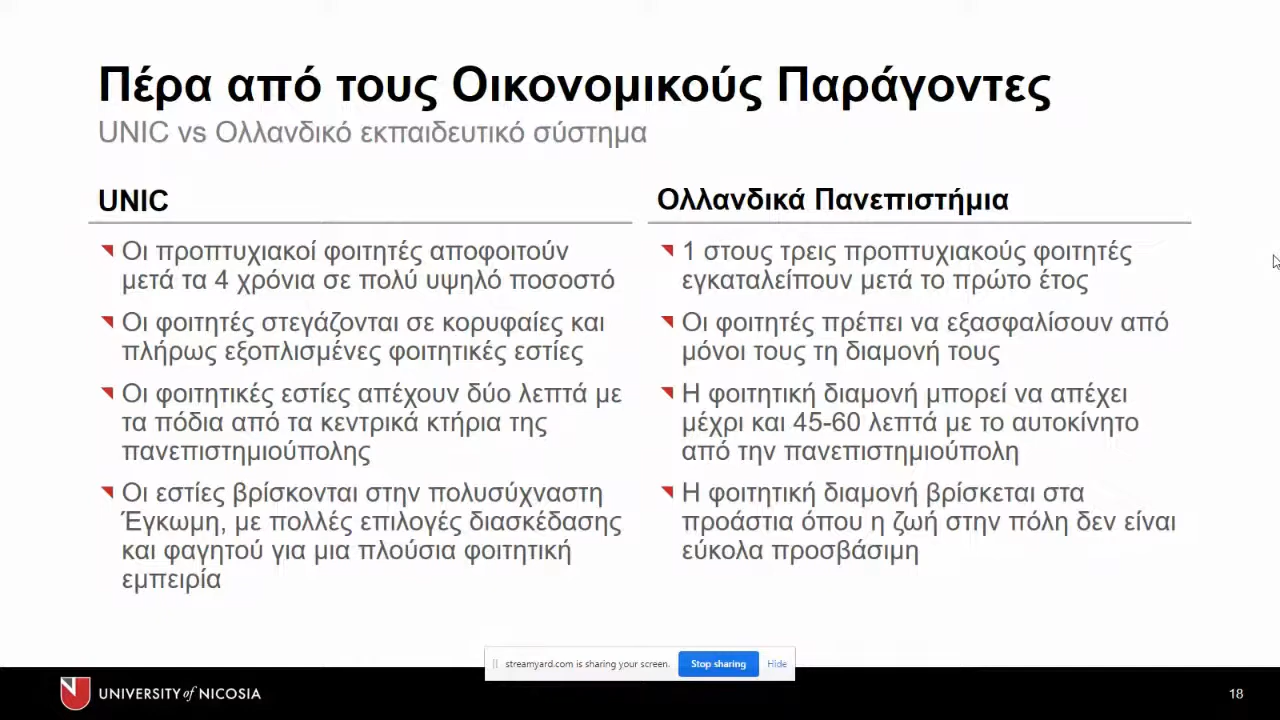 Πέρα από τους Οικονομικούς Παράγοντες
UNIC vs Ολλανδικό εκπαιδευτικό σύστημα
UNIC
Οι προπτυχιακοί φοιτητές αποφοιτούν
μετά τα 4 χρόνια σε πολύ υψηλό ποσοστό
Οι φοιτητές στεγάζονται σε κορυφαίες και
πλήρως εξοπλισμένες φοιτητικές εστίες
Οι φοιτητικές εστίες απέχουν δύο λεπτά με
τα πόδια από τα κεντρικά κτήρια της
πανεπιστημιούπολης
Οι εστίες βρίσκονται στην πολυσύχναστη
Έγκωμη, με πολλές επιλογές διασκέδασης
και φαγητού για μια πλούσια φοιτητική
εμπειρία
Ολλανδικά Πανεπιστήμια
1 στους τρεις προπτυχιακούς φοιτητές
εγκαταλείπουν μετά το πρώτο έτος
Οι φοιτητές πρέπει να εξασφαλίσουν από
μόνοι τους τη διαμονή τους
Η φοιτητική διαμονή μπορεί να απέχει
μέχρι και 45-60 λεπτά με το αυτοκίνητο
από την πανεπιστημιούπολη
Η φοιτητική διαμονή βρίσκεται στα
προάστια όπου η ζωή στην πόλη δεν είναι
εύκολα προσβάσιμη
streamyard.com is sharing your screen.
Stop sharing
Hide
UNIVERSITY of NICOSIA
18